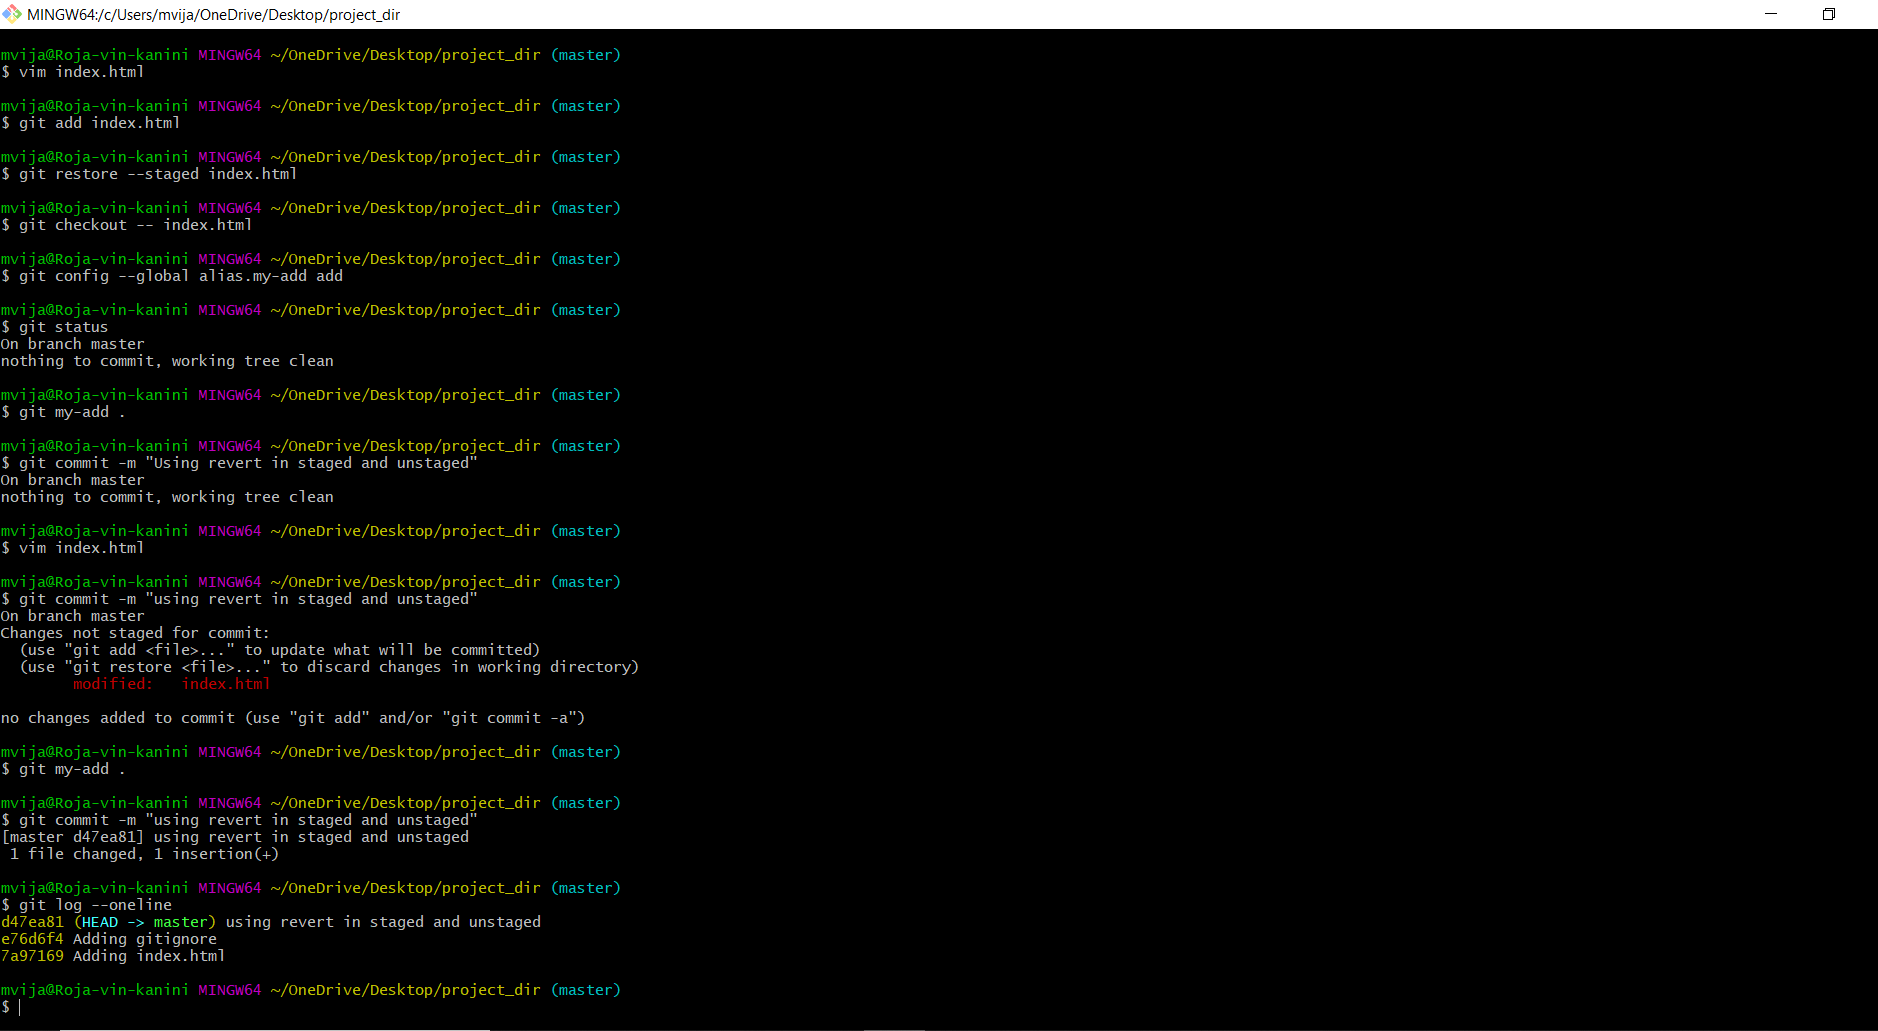 MINGW64:/c/Users/mvija/OneDrive/Desktop/project_dir
mvija@Roja-vin-kanini MINGW64 ~/OneDrive/Desktop/project_dir (master)
$ vim index.html
mvija@Roja-vin-kanini MINGW64 ~/OneDrive/Desktop/project_dir (master)
$ git add index.html
mvija@Roja-vin-kanini MINGW64 ~/OneDrive/Desktop/project_dir (master)
$ git restore --staged index.html
mvija@Roja-vin-kanini MINGW64 ~/OneDrive/Desktop/project_dir (master)
$ git checkout -- index.html
mvija@Roja-vin-kanini MINGW64 ~/OneDrive/Desktop/project_dir (master)
$ git config --global alias.my-add add
mvija@Roja-vin-kanini MINGW64 ~/OneDrive/Desktop/project_dir (master)
$ git status
On branch master
nothing to commit, working tree clean
mvija@Roja-vin-kanini MINGW64 ~/OneDrive/Desktop/project_dir (master)
$ git my-add .
mvija@Roja-vin-kanini MINGW64 ~/OneDrive/Desktop/project_dir (master)
$ git commit -m "Using revert in staged and unstaged"
On branch master
nothing to commit, working tree clean
mvija@Roja-vin-kanini MINGW64 ~/OneDrive/Desktop/project_dir (master)
$ vim index.html
mvija@Roja-vin-kanini MINGW64 ~/OneDrive/Desktop/project_dir (master)
$ git commit -m "using revert in staged and unstaged"
On branch master
Changes not staged for commit:
  (use "git add <file>..." to update what will be committed)
  (use "git restore <file>..." to discard changes in working directory)
        modified:   index.html
no changes added to commit (use "git add" and/or "git commit -a")
mvija@Roja-vin-kanini MINGW64 ~/OneDrive/Desktop/project_dir (master)
$ git my-add .
mvija@Roja-vin-kanini MINGW64 ~/OneDrive/Desktop/project_dir (master)
$ git commit -m "using revert in staged and unstaged"
[master d47ea81] using revert in staged and unstaged
 1 file changed, 1 insertion(+)
mvija@Roja-vin-kanini MINGW64 ~/OneDrive/Desktop/project_dir (master)
$ git log --oneline
d47ea81 (HEAD -> master) using revert in staged and unstaged
e76d6f4 Adding gitignore
7a97169 Adding index.html
mvija@Roja-vin-kanini MINGW64 ~/OneDrive/Desktop/project_dir (master)
$